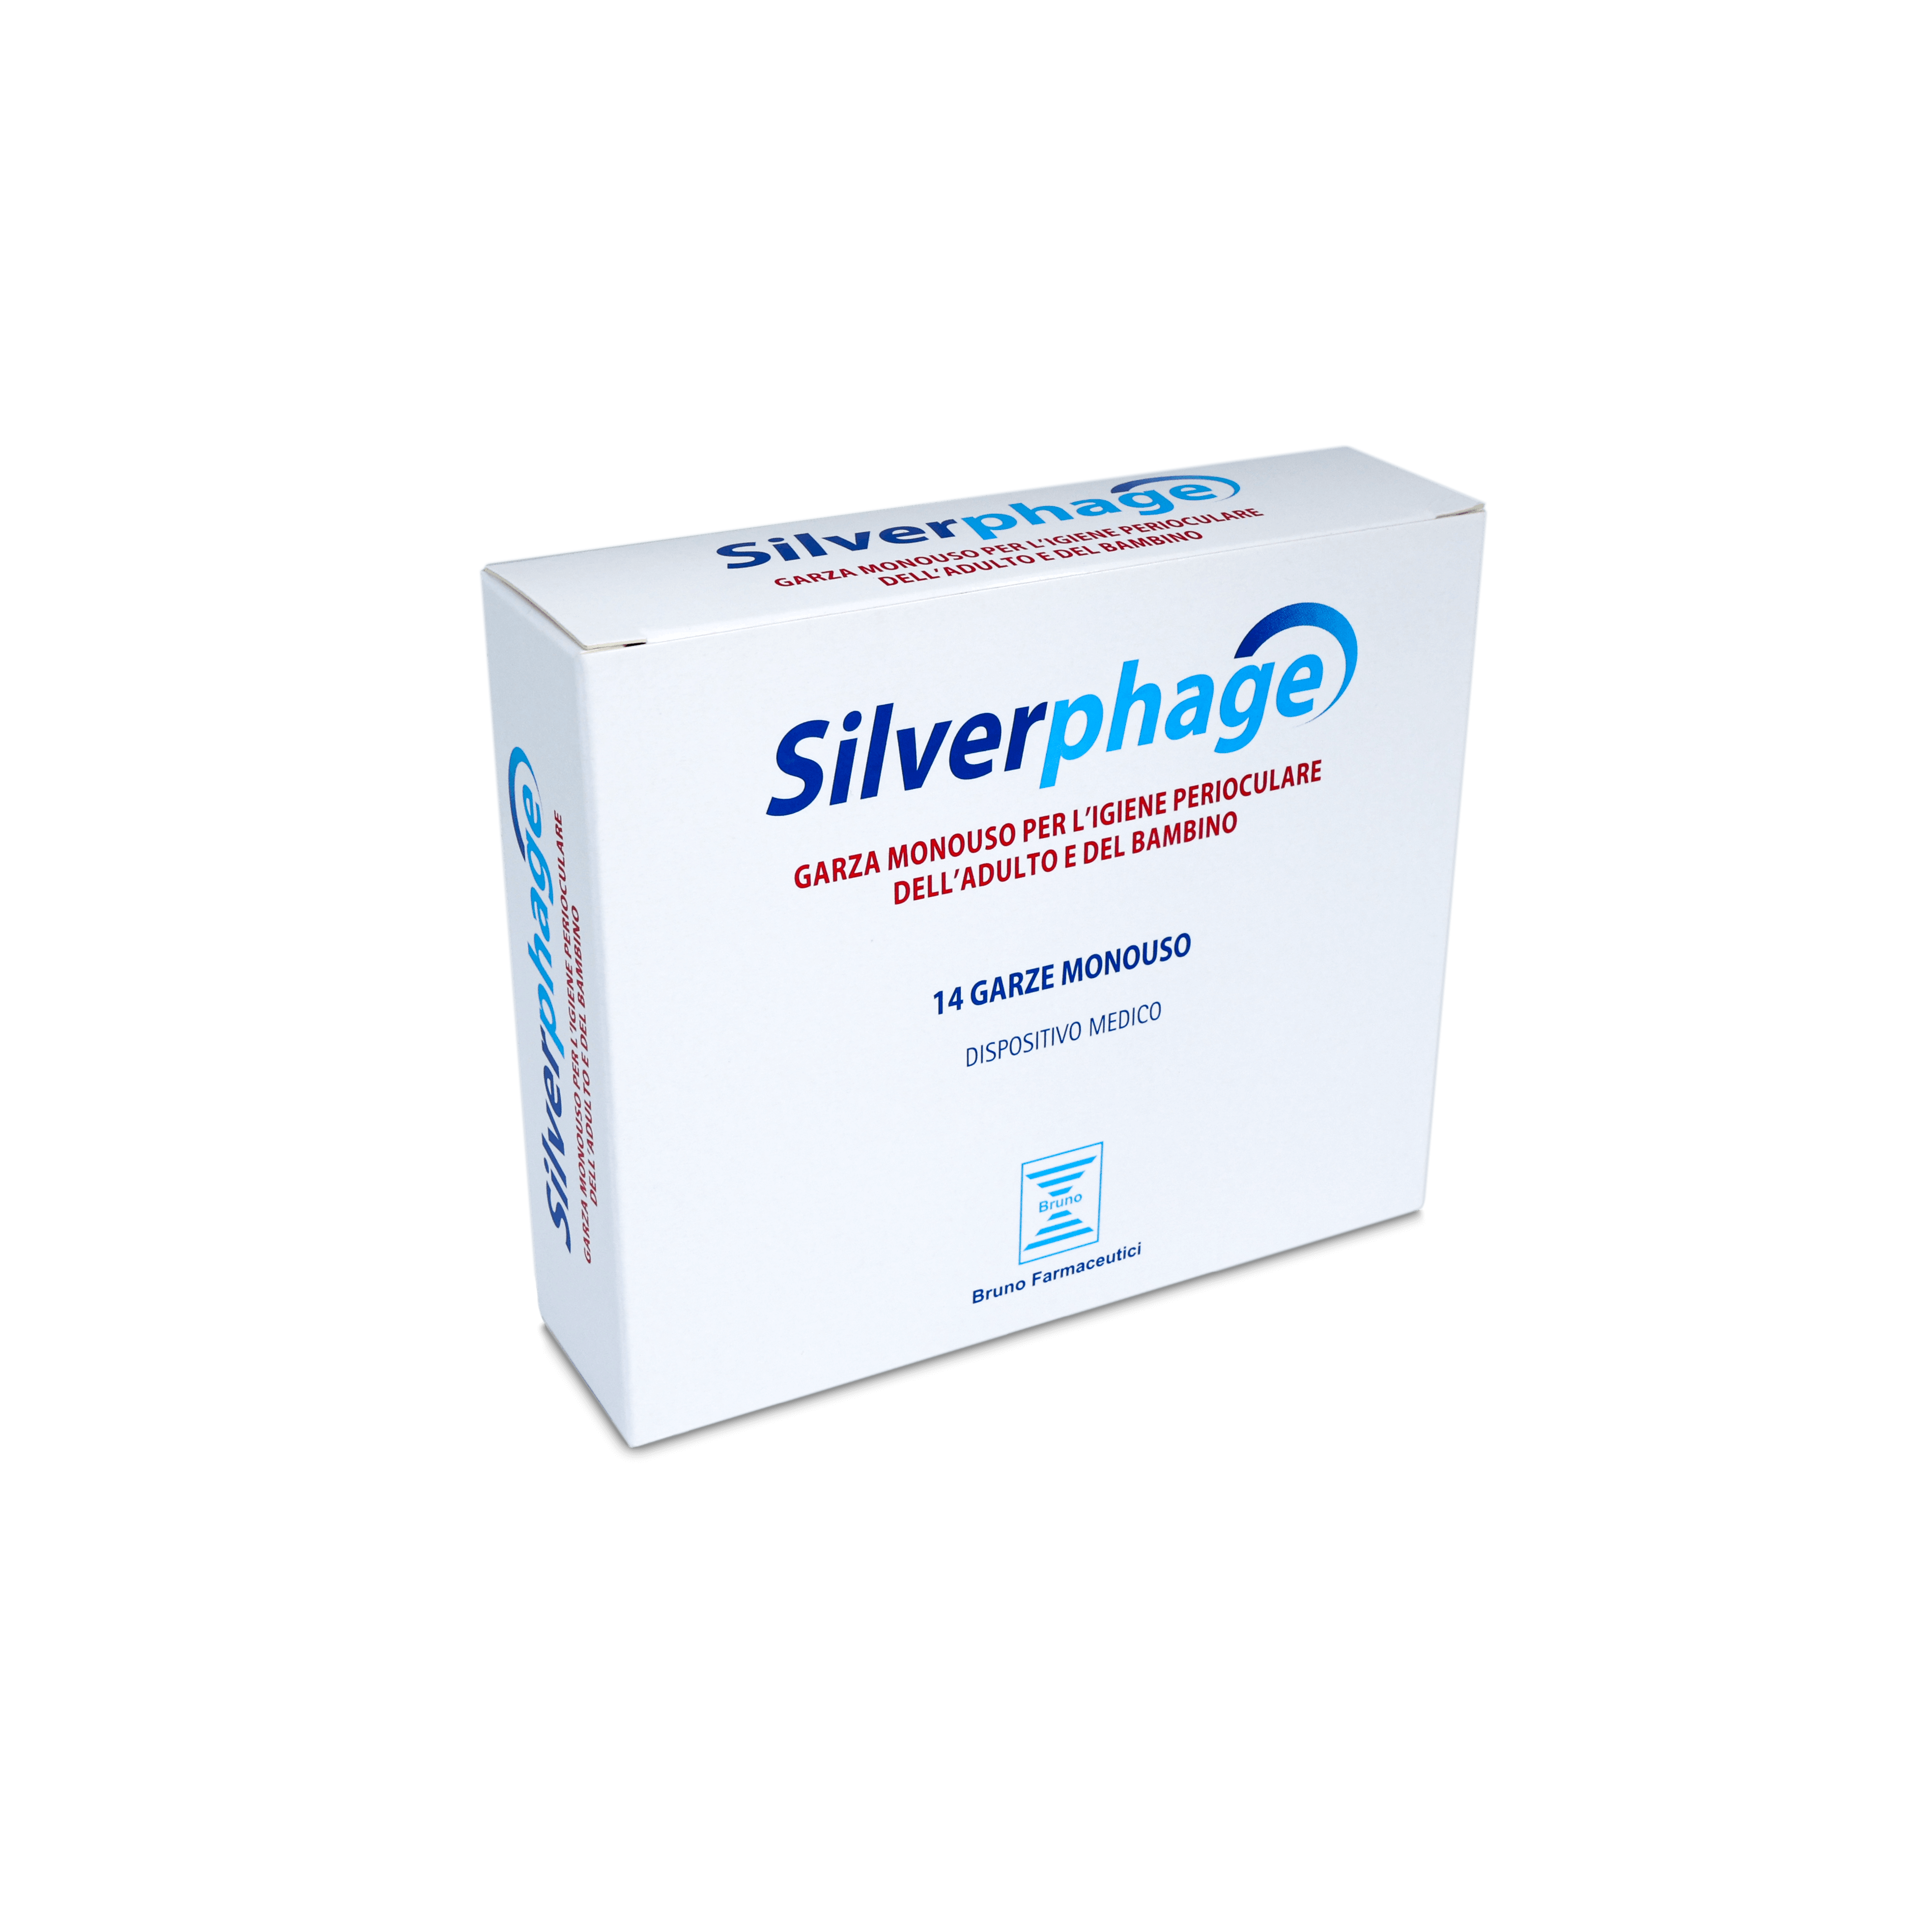 Silverphage
GARZA MONOUSO PER L'IGIENE PERIOCULARE
DELL'ADULTO E DEL BAMBINO
Silverphage
GARZA MONOUSO PER L'IGIENE PERIOCULARE
DELL'ADULTO E DEL BAMBINO
14 GARZE MONOUSO
DISPOSITIVO MEDICO
Bruno
Bruno Farmaceutici
Silverphage
GARZA MONOUSO PER L'IGIENE PERIOCULARE
DELL'ADULTO E DEL BAMBINO